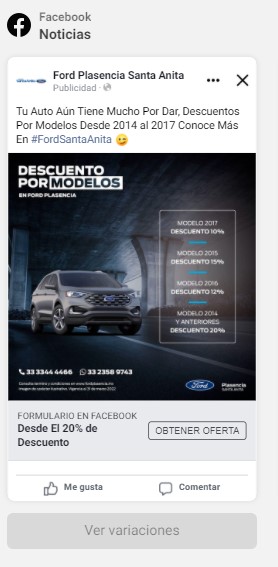 Facebook
Noticias
Ford Plasencia Santa Anita
Publicidad ·
Tu Auto Aún Tiene Mucho Por Dar, Descuentos
Por Modelos Desde 2014 al 2017 Conoce Más
En #FordSantaAnita 😉
DESCUENTO
POR MODELOS
EN FORD PLASENCIA
MODELO 2017
DESCUENTO 10%
MODELO 2015
DESCUENTO 15%
MODELO 2016
DESCUENTO 12%
MODELO 2014
Y ANTERIORES
DESCUENTO 20%
33 3344 4466 33 2358 9743
Ford Plasencia
SANTA ANITA
FORMULARIO EN FACEBOOK
Desde El 20% de
Descuento
OBTENER OFERTA
Me gusta Comentar
Ver variaciones